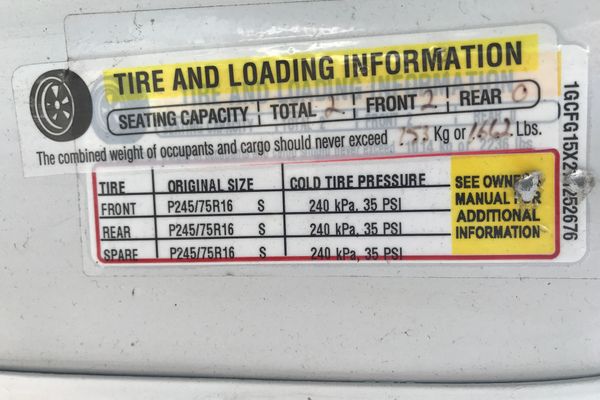 TIRE AND LOADING INFORMATION
SEATING CAPACITY TOTAL 2 FRONT 2 REAR 0
The combined weight of occupants and cargo should never exceed 753 Kg or 1662 Lbs.
TIRE ORIGINAL SIZE COLD TIRE PRESSURE
FRONT P245/75R16 S 240 kPa, 35 PSI
REAR P245/75R16 S 240 kPa, 35 PSI
SPARE P245/75R16 S 240 kPa, 35 PSI
SEE OWNER
MANUAL FOR
ADDITIONAL
INFORMATION